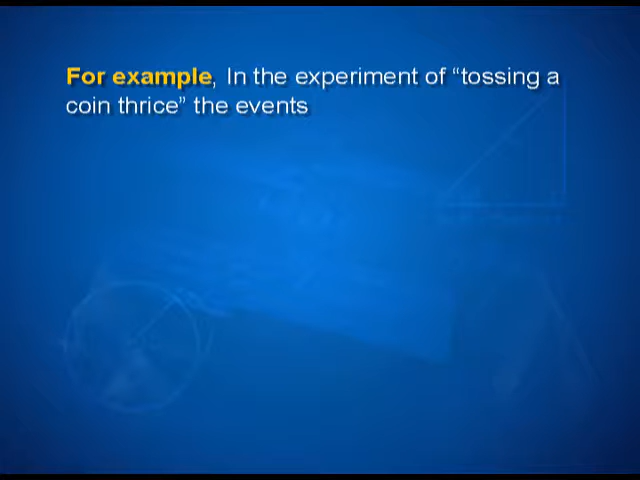 For example, In the experiment of “tossing a
coin thrice” the events